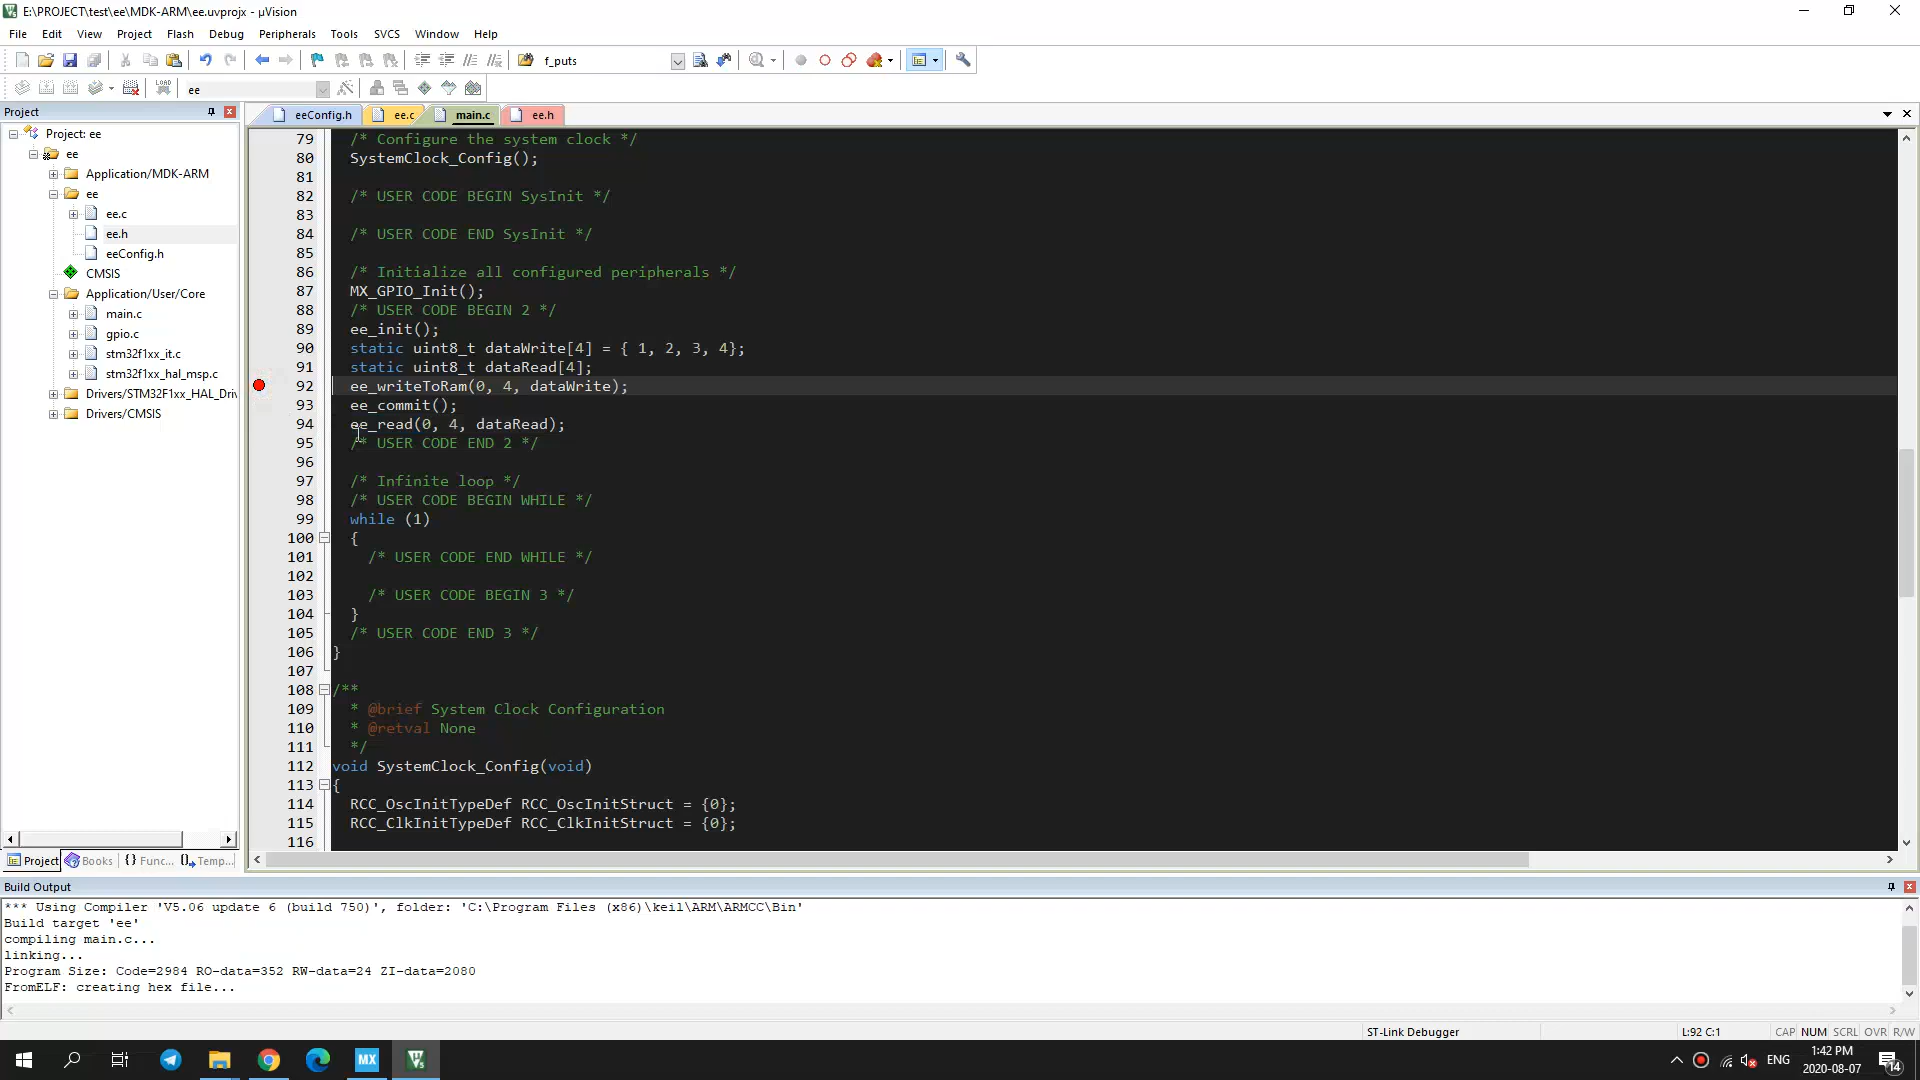 E:\PROJECT\test\ee\MDK-ARM\ee.uvprojx - µVision
File Edit View Project Flash Debug Peripherals Tools SVCS Window Help
f_puts
LOAD ee
Project
eeConfig.h ee.c main.c ee.h
Project: ee
ee
Application/MDK-ARM
ee
ee.c
ee.h
eeConfig.h
CMSIS
Application/User/Core
main.c
gpio.c
stm32f1xx_it.c
stm32f1xx_hal_msp.c
Drivers/STM32F1xx_HAL_Driv
Drivers/CMSIS
79 /* Configure the system clock */
80 SystemClock_Config();
81
82 /* USER CODE BEGIN SysInit */
83
84 /* USER CODE END SysInit */
85
86 /* Initialize all configured peripherals */
87 MX_GPIO_Init();
88 /* USER CODE BEGIN 2 */
89 ee_init();
90 static uint8_t dataWrite[4] = { 1, 2, 3, 4};
91 static uint8_t dataRead[4];
92 ee_writeToRam(0, 4, dataWrite);
93 ee_commit();
94 ee_read(0, 4, dataRead);
95 /* USER CODE END 2 */
96
97 /* Infinite loop */
98 /* USER CODE BEGIN WHILE */
99 while (1)
100 {
101 /* USER CODE END WHILE */
102
103 /* USER CODE BEGIN 3 */
104 }
105 /* USER CODE END 3 */
106 }
107
108 /**
109 * @brief System Clock Configuration
110 * @retval None
111 */
112 void SystemClock_Config(void)
113 {
114 RCC_OscInitTypeDef RCC_OscInitStruct = {0};
115 RCC_ClkInitTypeDef RCC_ClkInitStruct = {0};
116
Project Books {} Func... Temp...
Build Output
*** Using Compiler 'V5.06 update 6 (build 750)', folder: 'C:\Program Files (x86)\keil\ARM\ARMCC\Bin'
Build target 'ee'
compiling main.c...
linking...
Program Size: Code=2984 RO-data=352 RW-data=24 ZI-data=2080
FromELF: creating hex file...
ST-Link Debugger L:92 C:1 CAP NUM SCRL OVR R/W
MX ENG 1:42 PM 14
2020-08-07